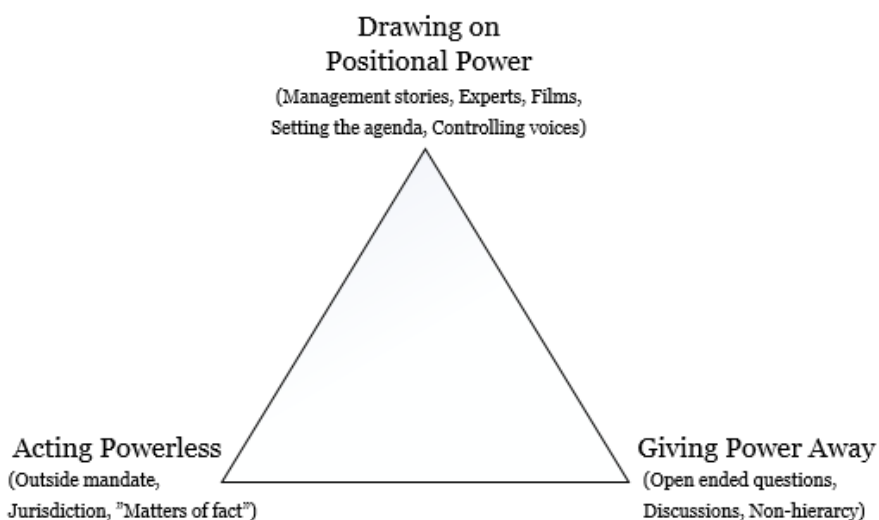 Drawing on
Positional Power
(Management stories, Experts, Films,
Setting the agenda, Controlling voices)
Acting Powerless
(Outside mandate,
Jurisdiction, ”Matters of fact”)
Giving Power Away
(Open ended questions,
Discussions, Non-hierarcy)